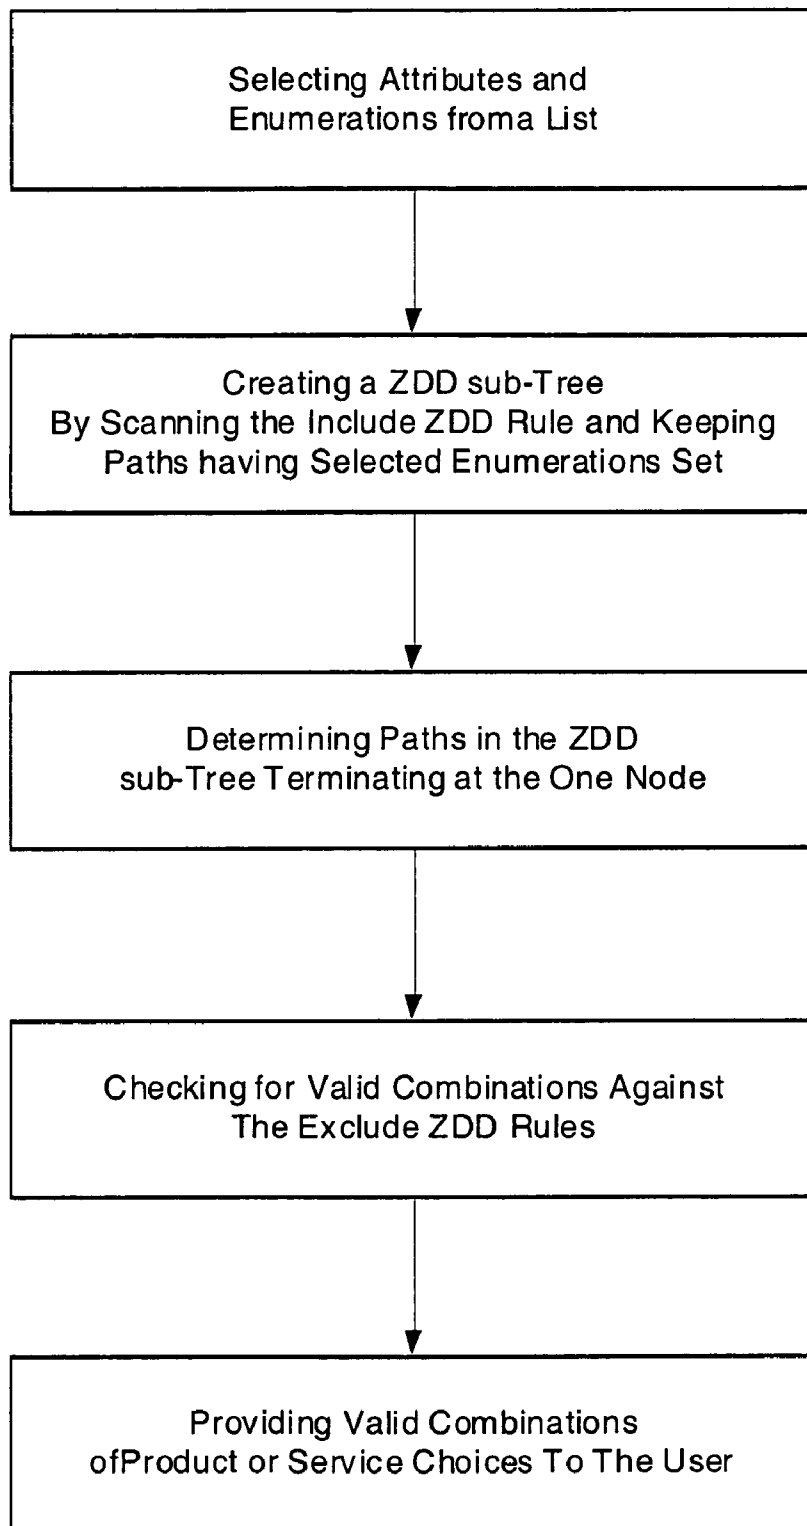 Selecting Attributes and
Enumerations froma List
Creating a ZDD sub-Tree
By Scanning the Include ZDD Rule and Keeping
Paths having Selected Enumerations Set
Determining Paths in the ZDD
sub-Tree Terminating at the One Node
Checking for Valid Combinations Against
The Exclude ZDD Rules
Providing Valid Combinations
ofProduct or Service Choices To The User